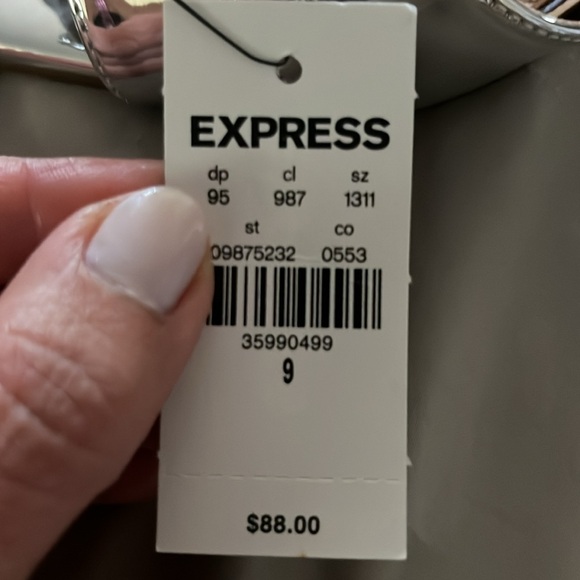 EXPRESS
dp cl sz
95 987 1311
st co
09875232 0553
35990499
9
$88.00